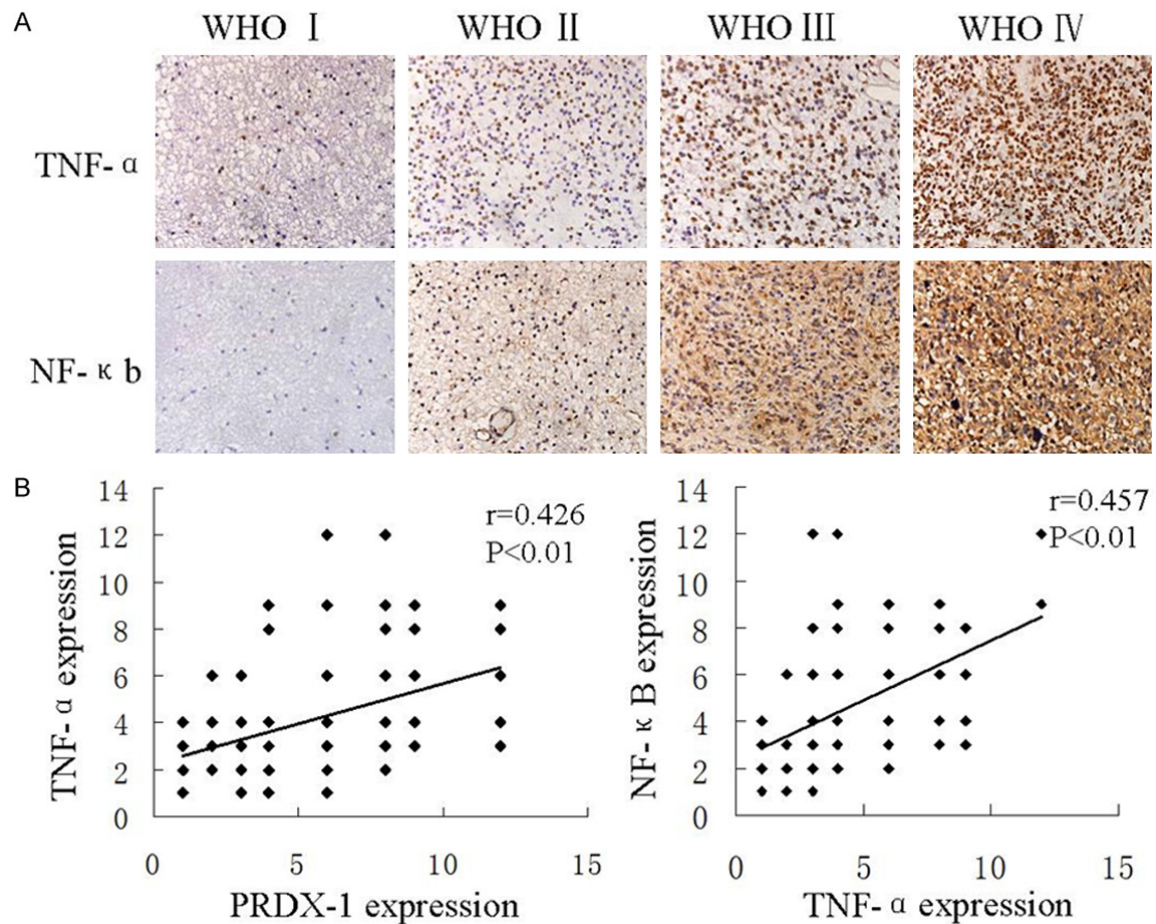 A
WHO I WHO II WHO III WHO IV
TNF- α
NF- κ b
B
14
12
10
8
6
4
2
0
TNF- α expression
r=0.426
P<0.01
0 5 10 15
PRDX-1 expression
14
12
10
8
6
4
2
0
NF- κ B expression
r=0.457
P<0.01
0 5 10 15
TNF- α expression